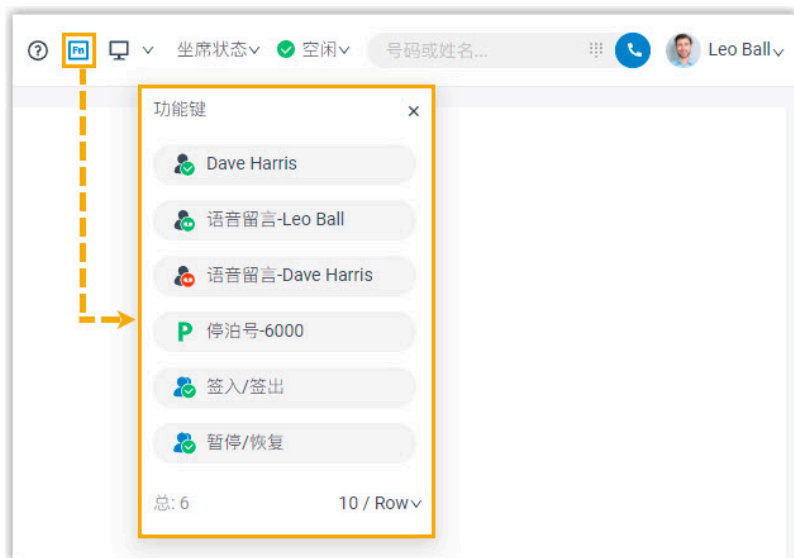 Fn 坐席状态 空闲 号码或姓名... Leo Ball
功能键
Dave Harris
语音留言-Leo Ball
语音留言-Dave Harris
P 停泊号-6000
签入/签出
暂停/恢复
总: 6 10 / Row